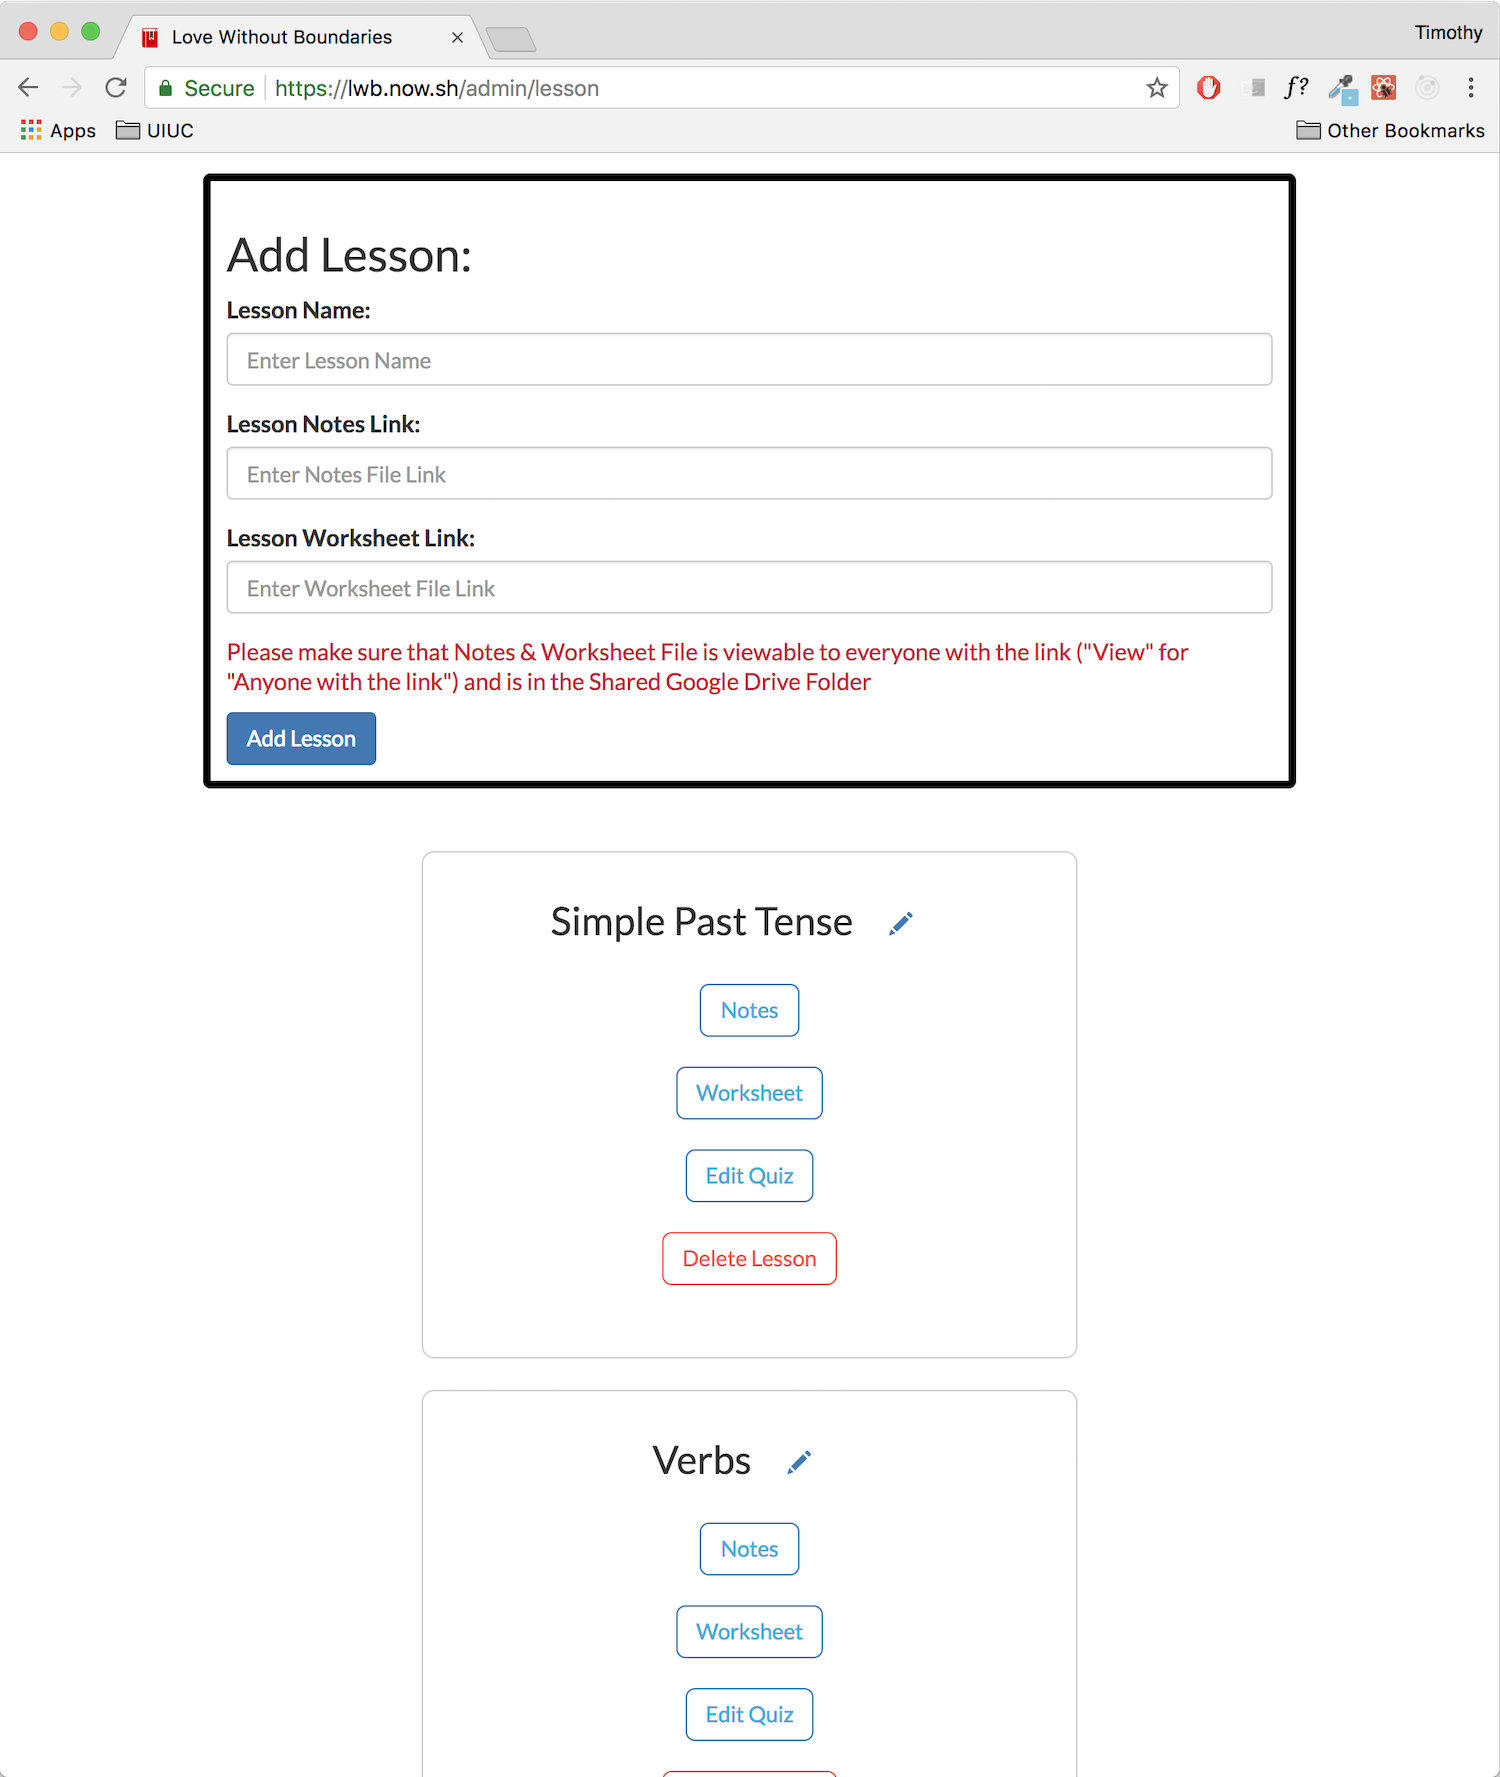 Love Without Boundaries
Timothy
Secure https://lwb.now.sh/admin/lesson
f?
Apps UIUC Other Bookmarks
Add Lesson:
Lesson Name:
Enter Lesson Name
Lesson Notes Link:
Enter Notes File Link
Lesson Worksheet Link:
Enter Worksheet File Link
Please make sure that Notes & Worksheet File is viewable to everyone with the link ("View" for
"Anyone with the link") and is in the Shared Google Drive Folder
Add Lesson
Simple Past Tense
Notes
Worksheet
Edit Quiz
Delete Lesson
Verbs
Notes
Worksheet
Edit Quiz